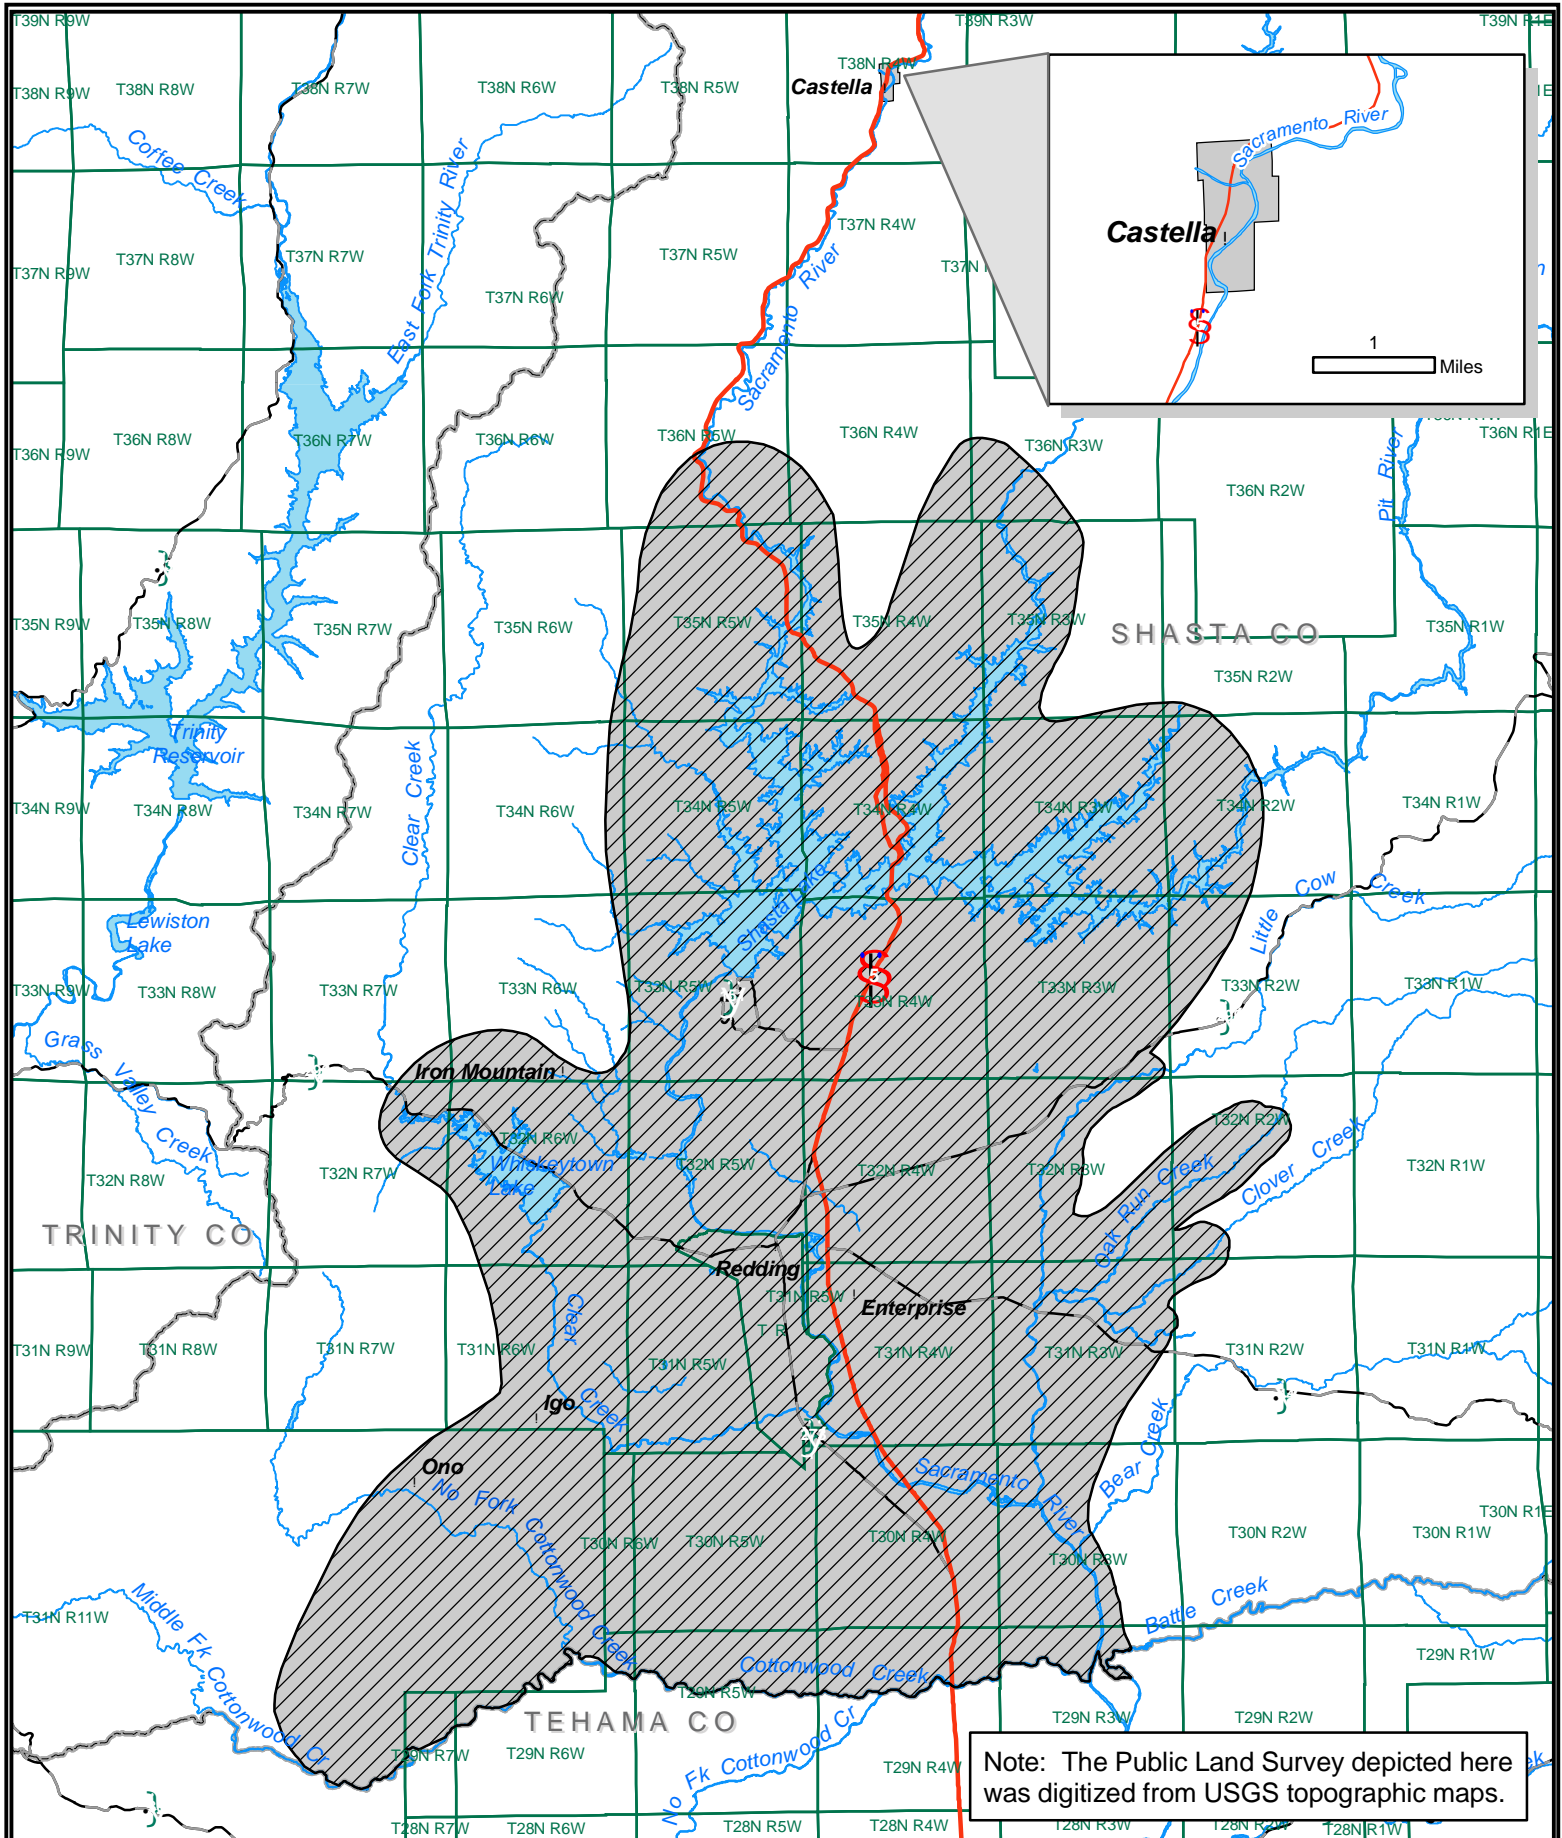 T39N R9W
T39N R3W
T39N R1E
T38N R9W
T38N R8W
T38N R7W
T38N R6W
T38N R5W
T38N R4W
Castella
Coffee Creek
East Fork Trinity River
Sacramento River
Castella
1
Miles
T37N R9W
T37N R8W
T37N R7W
T37N R6W
T37N R5W
T37N R4W
Sacramento River
T36N R9W
T36N R8W
T36N R7W
T36N R6W
T36N R5W
T36N R4W
T36N R3W
T36N R2W
T36N R1E
Pit River
T35N R9W
T35N R8W
T35N R7W
T35N R6W
T35N R5W
T35N R4W
T35N R3W
SHASTA CO
T35N R2W
T35N R1W
Trinity
Reservoir
Clear Creek
T34N R9W
T34N R8W
T34N R7W
T34N R6W
T34N R5W
T34N R4W
T34N R3W
T34N R2W
T34N R1W
Shasta Lake
Little Cow Creek
Lewiston
Lake
T33N R9W
T33N R8W
T33N R7W
T33N R6W
T33N R5W
5
T33N R4W
T33N R3W
T33N R2W
T33N R1W
Grass Valley Creek
Iron Mountain
T32N R8W
T32N R7W
T32N R6W
T32N R5W
T32N R4W
T32N R3W
T32N R2W
T32N R1W
Whiskeytown
Lake
Oak Run Creek
Clover Creek
TRINITY CO
Redding
T31N R5W
Enterprise
T R
T31N R9W
T31N R8W
T31N R7W
T31N R6W
T31N R5W
T31N R4W
T31N R3W
T31N R2W
T31N R1W
Clear Creek
Igo
Ono
273
No Fork Cottonwood Creek
Sacramento River
Bear Creek
T30N R6W
T30N R5W
T30N R4W
T30N R3W
T30N R2W
T30N R1W
T30N R1E
T31N R11W
Middle Fk Cottonwood Cr
Battle Creek
Cottonwood Creek
T29N R5W
T29N R1W
TEHAMA CO
T29N R3W
T29N R2W
T29N R7W
T29N R6W
No Fk Cottonwood Cr
T29N R4W
Note: The Public Land Survey depicted here
was digitized from USGS topographic maps.
T28N R7W
T28N R6W
T28N R5W
T28N R4W
T28N R3W
T28N R2W
T28N R1W